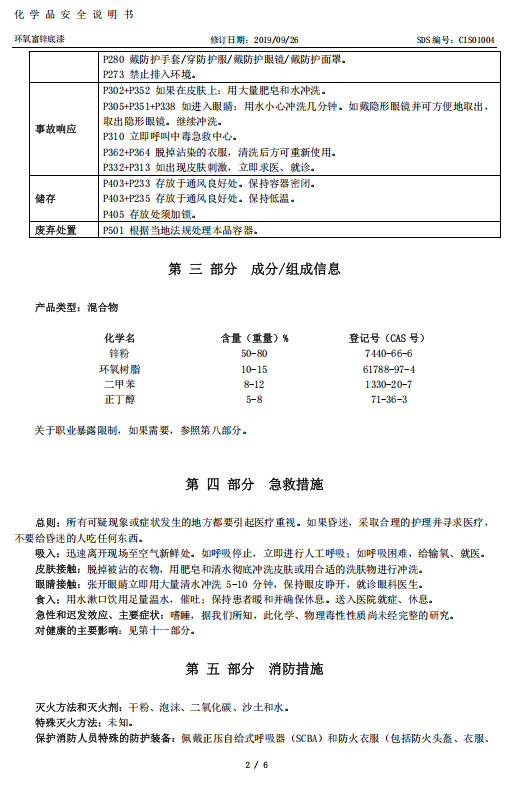 化学品安全说明书
环氧富锌底漆 修订日期：2019/09/26 SDS 编号：CIS01004
P280 戴防护手套/穿防护服/戴防护眼镜/戴防护面罩。
P273 禁止排入环境。
事故响应
P302+P352 如果在皮肤上：用大量肥皂和水冲洗。
P305+P351+P338 如进入眼睛：用水小心冲洗几分钟。如戴隐形眼镜并可方便地取出，
取出隐形眼镜。继续冲洗。
P310 立即呼叫中毒急救中心。
P362+P364 脱掉沾染的衣服，清洗后方可重新使用。
P332+P313 如出现皮肤刺激，立即求医、就诊。
储存
P403+P233 存放于通风良好处。保持容器密闭。
P403+P235 存放于通风良好处。保持低温。
P405 存放处须加锁。
废弃处置 P501 根据当地法规处理本品容器。
第 三 部分 成分/组成信息
产品类型：混合物
化学名 含量（重量）% 登记号（CAS 号）
锌粉 50-80 7440-66-6
环氧树脂 10-15 61788-97-4
二甲苯 8-12 1330-20-7
正丁醇 5-8 71-36-3
关于职业暴露限制，如果需要，参照第八部分。
第 四 部分 急救措施
总则：所有可疑现象或症状发生的地方都要引起医疗重视。如果昏迷，采取合理的护理并寻求医疗，
不要给昏迷的人吃任何东西。
吸入：迅速离开现场至空气新鲜处。如呼吸停止，立即进行人工呼吸；如呼吸困难，给输氧、就医。
皮肤接触：脱掉被沾的衣物，用肥皂和清水彻底冲洗皮肤或用合适的洗肤物进行冲洗。
眼睛接触：张开眼睛立即用大量清水冲洗 5-10 分钟，保持眼皮睁开，就诊眼科医生。
食入：用水漱口饮用足量温水，催吐；保持患者暖和并确保休息。送入医院就症、休息。
急性和迟发效应、主要症状：嗜睡，据我们所知，此化学、物理毒性性质尚未经完整的研究。
对健康的主要影响：见第十一部分。
第 五 部分 消防措施
灭火方法和灭火剂：干粉、泡沫、二氧化碳、沙土和水。
特殊灭火方法：未知。
保护消防人员特殊的防护装备：佩戴正压自给式呼吸器（SCBA）和防火衣服（包括防火头盔、衣服、
2 / 6